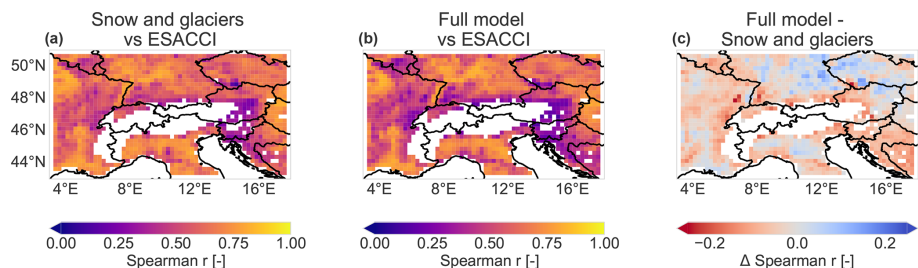 Snow and glaciers
vs ESACCI
(a)
50°N
48°N
46°N
44°N
4°E 8°E 12°E 16°E
0.00 0.25 0.50 0.75 1.00
Spearman r [-]
Full model
vs ESACCI
(b)
4°E 8°E 12°E 16°E
0.00 0.25 0.50 0.75 1.00
Spearman r [-]
Full model -
Snow and glaciers
(c)
4°E 8°E 12°E 16°E
−0.2 0.0 0.2
Δ Spearman r [-]